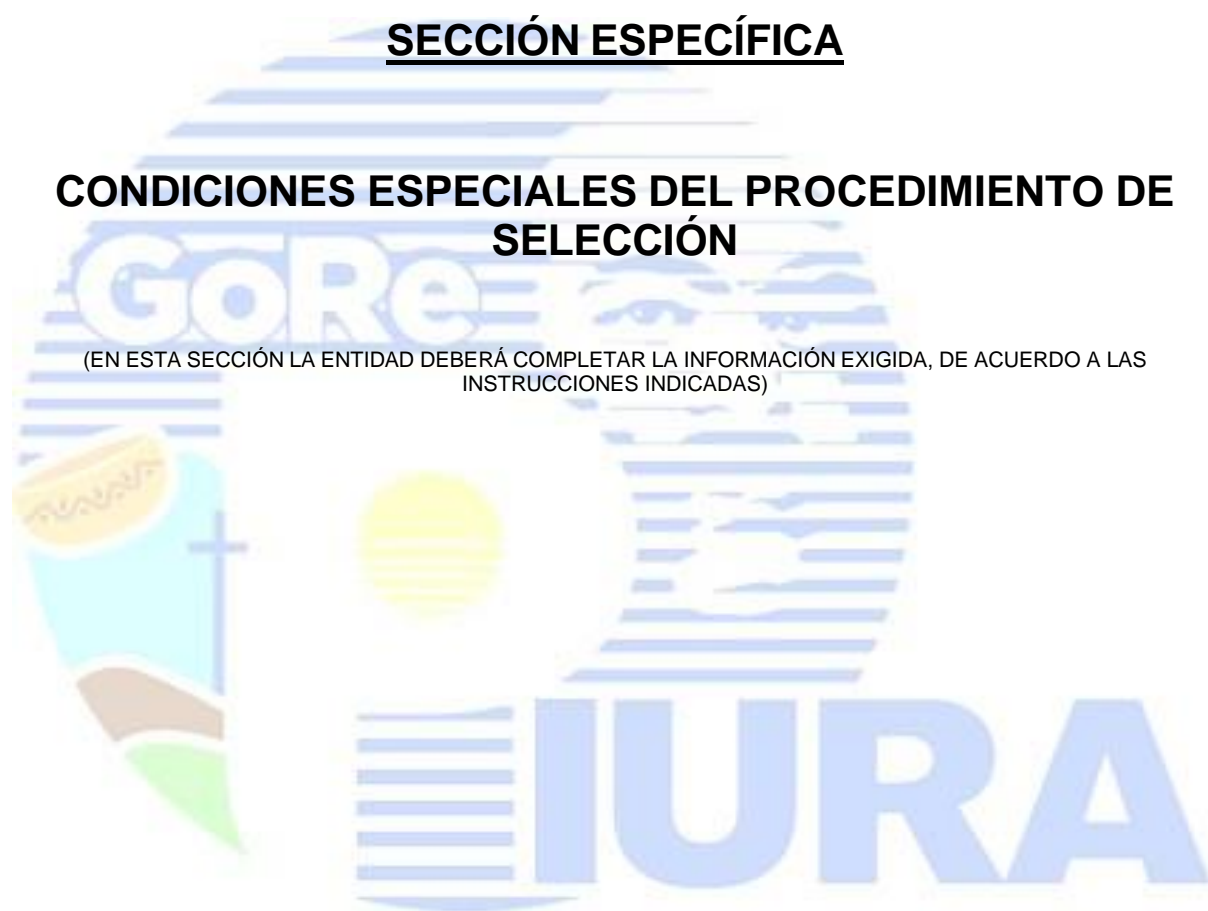 SECCIÓN ESPECÍFICA
CONDICIONES ESPECIALES DEL PROCEDIMIENTO DE
SELECCIÓN
GoRe
(EN ESTA SECCIÓN LA ENTIDAD DEBERÁ COMPLETAR LA INFORMACIÓN EXIGIDA, DE ACUERDO A LAS
INSTRUCCIONES INDICADAS)
PIURA